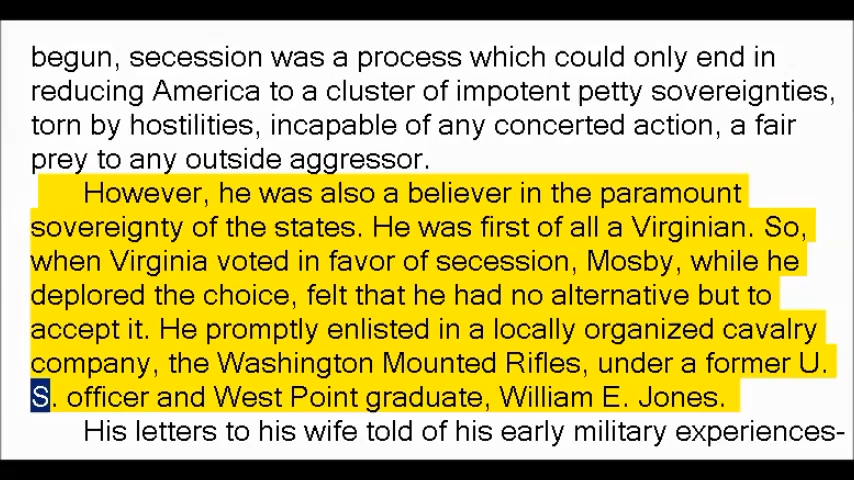 begun, secession was a process which could only end in
reducing America to a cluster of impotent petty sovereignties,
torn by hostilities, incapable of any concerted action, a fair
prey to any outside aggressor.
However, he was also a believer in the paramount
sovereignty of the states. He was first of all a Virginian. So,
when Virginia voted in favor of secession, Mosby, while he
deplored the choice, felt that he had no alternative but to
accept it. He promptly enlisted in a locally organized cavalry
company, the Washington Mounted Rifles, under a former U.
S. officer and West Point graduate, William E. Jones.
His letters to his wife told of his early military experiences-